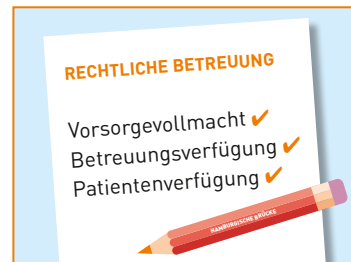 RECHTLICHE BETREUUNG
Vorsorgevollmacht ✔
Betreuungsverfügung ✔
Patientenverfügung ✔
HAMBURGISCHE BRÜCKE